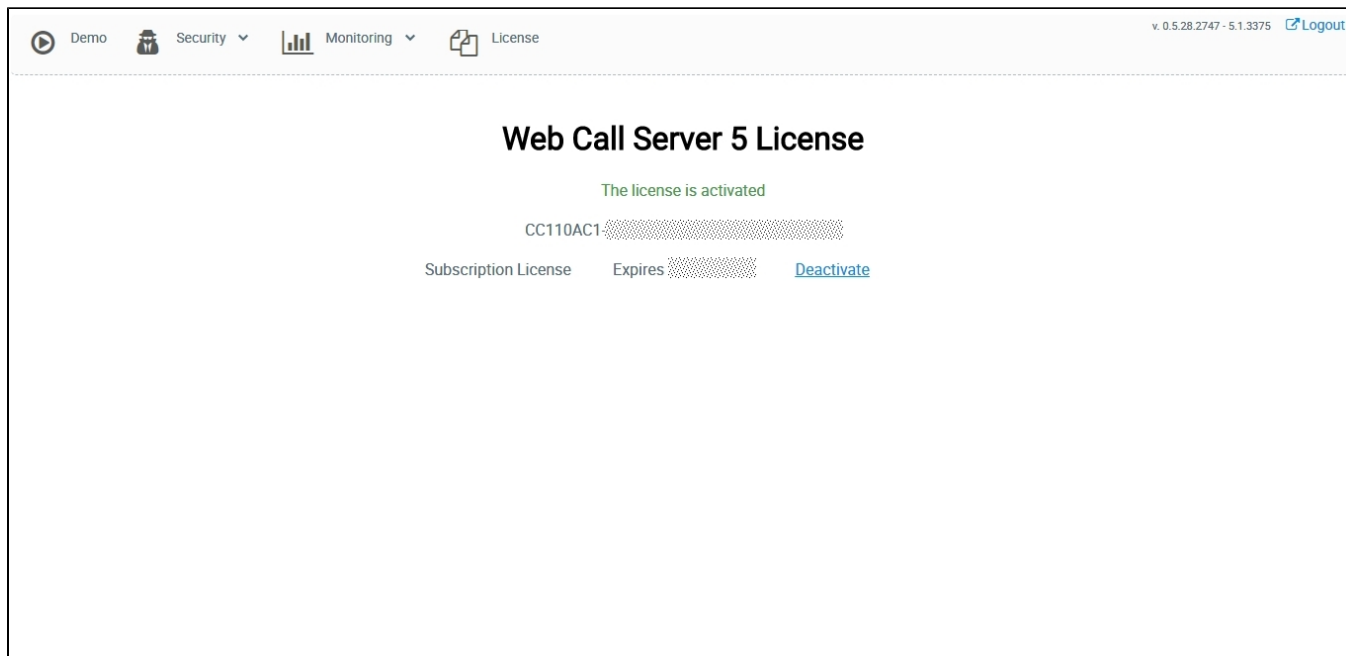 Demo Security Monitoring License v. 0.5.28.2747 - 5.1.3375 Logout
Web Call Server 5 License
The license is activated
CC110AC1-
Subscription License Expires Deactivate